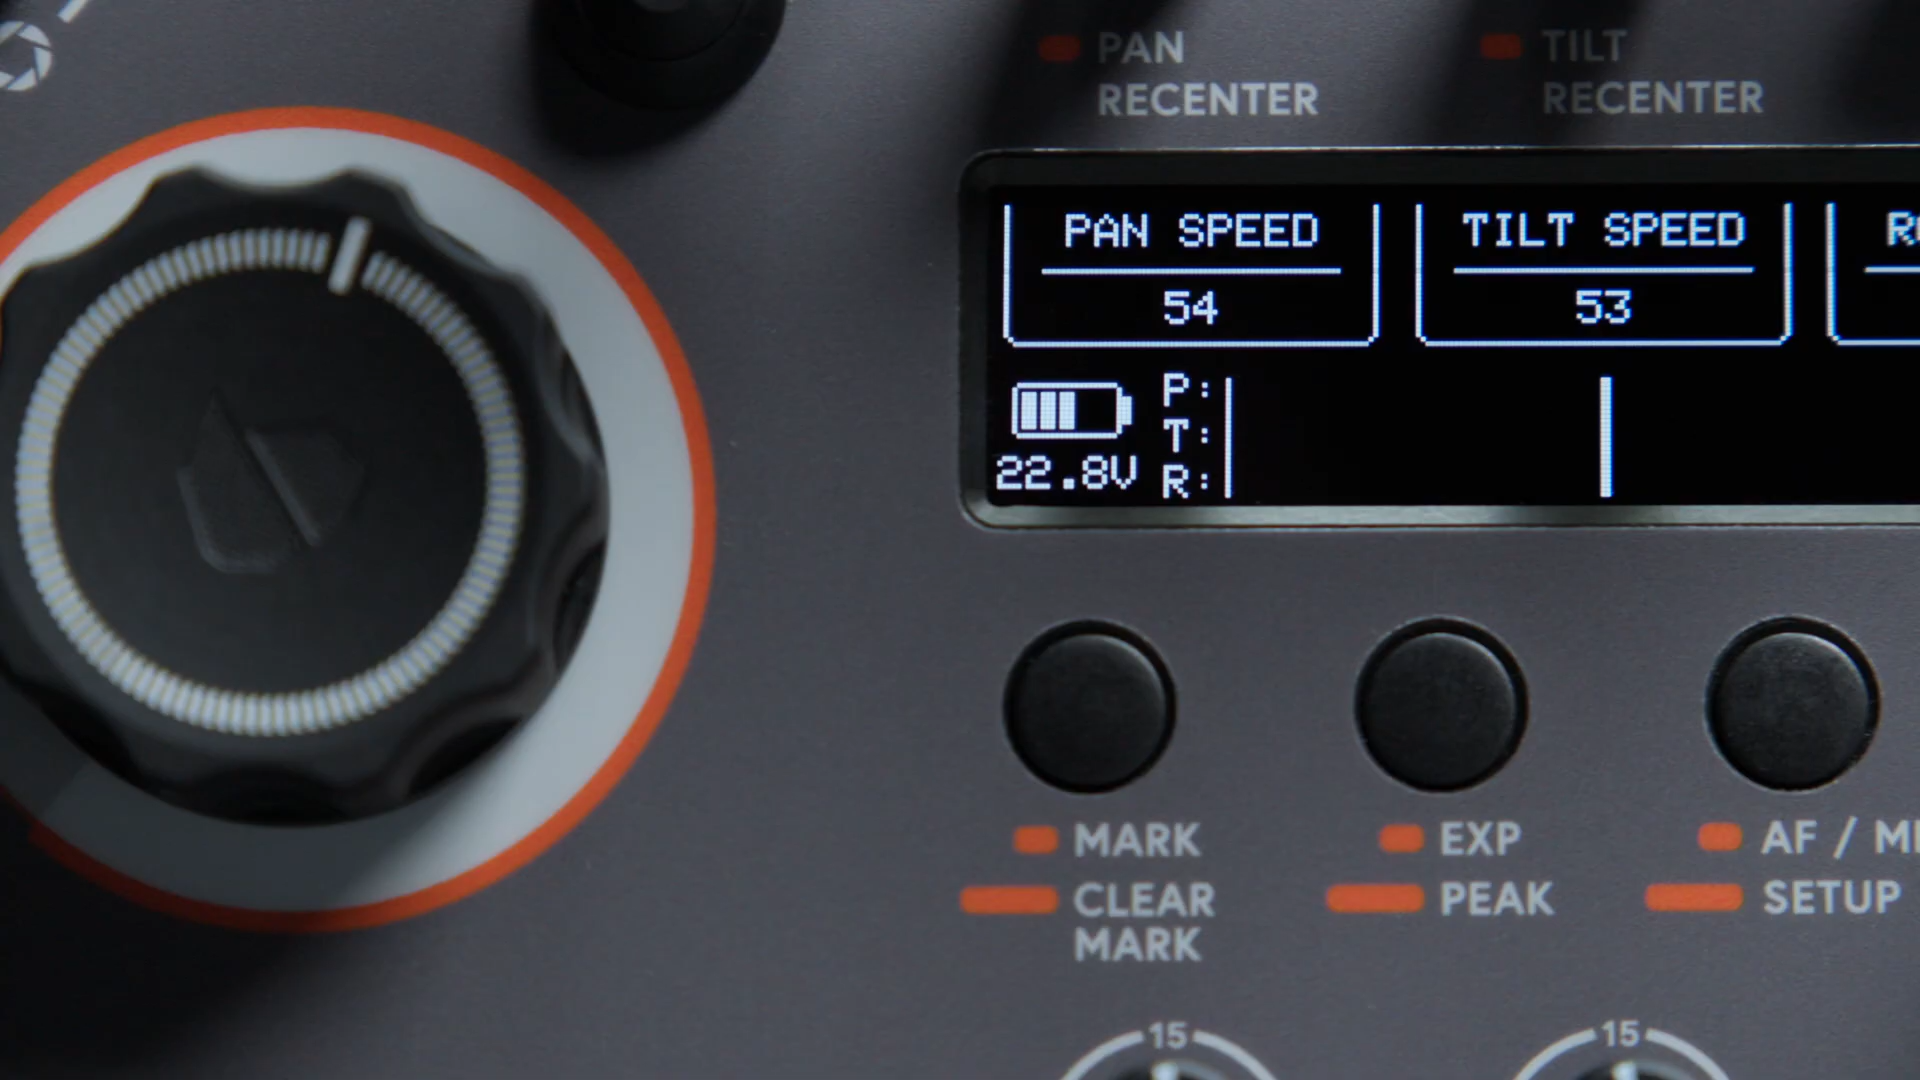 PAN
RECENTER
TILT
RECENTER
PAN SPEED
54
TILT SPEED
53
22.8V
P:
T:
R:
MARK
CLEAR
MARK
EXP
PEAK
AF /
SETUP
15
15